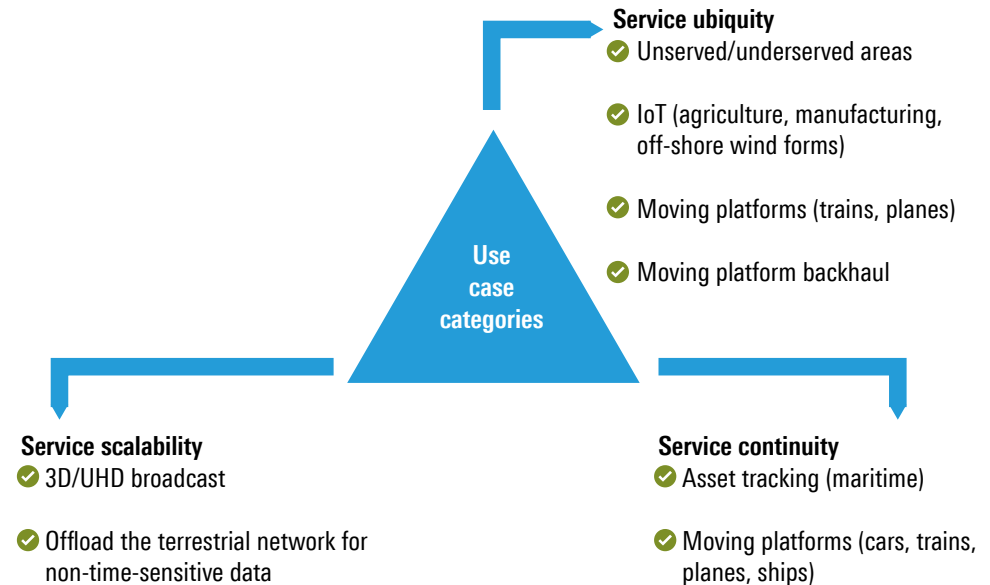 Service ubiquity
Unserved/underserved areas
IoT (agriculture, manufacturing,
off-shore wind forms)
Moving platforms (trains, planes)
Moving platform backhaul
Use
case
categories
Service scalability
3D/UHD broadcast
Offload the terrestrial network for
non-time-sensitive data
Service continuity
Asset tracking (maritime)
Moving platforms (cars, trains,
planes, ships)